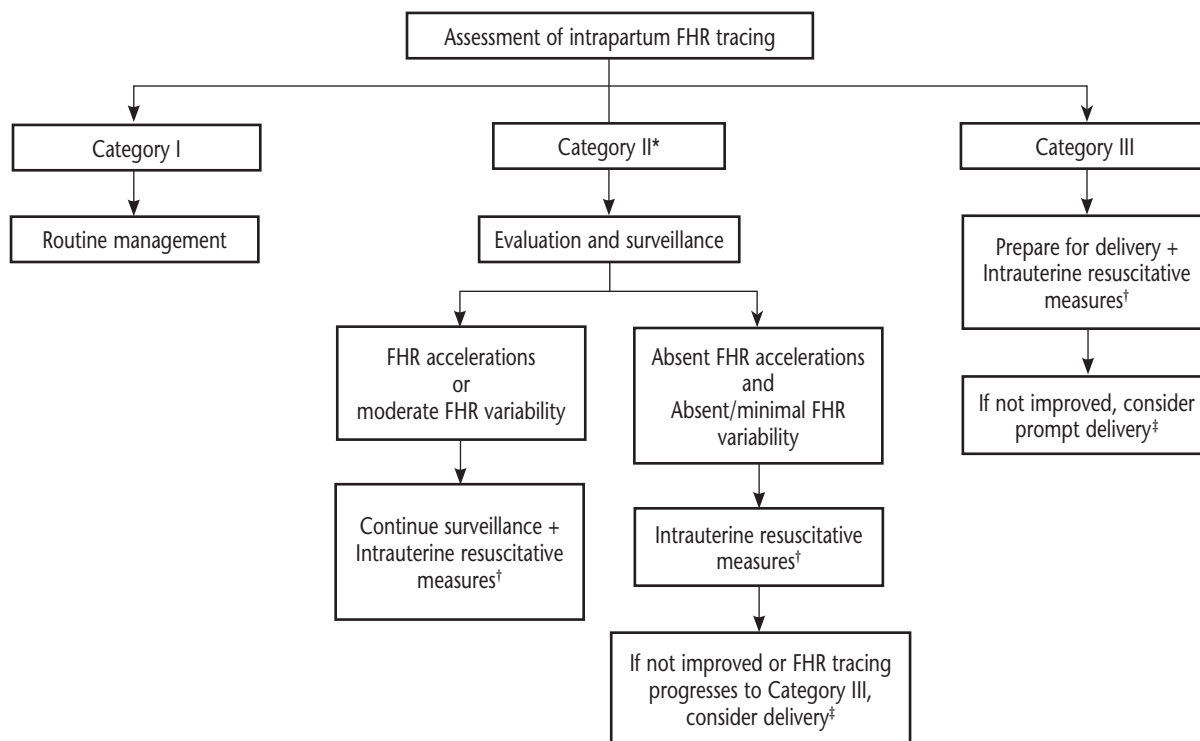 Assessment of intrapartum FHR tracing
Category I
Category II*
Category III
Routine management
Evaluation and surveillance
Prepare for delivery +
Intrauterine resuscitative
measures†
FHR accelerations
or
moderate FHR variability
Absent FHR accelerations
and
Absent/minimal FHR
variability
If not improved, consider
prompt delivery‡
Continue surveillance +
Intrauterine resuscitative
measures†
Intrauterine resuscitative
measures†
If not improved or FHR tracing
progresses to Category III,
consider delivery‡